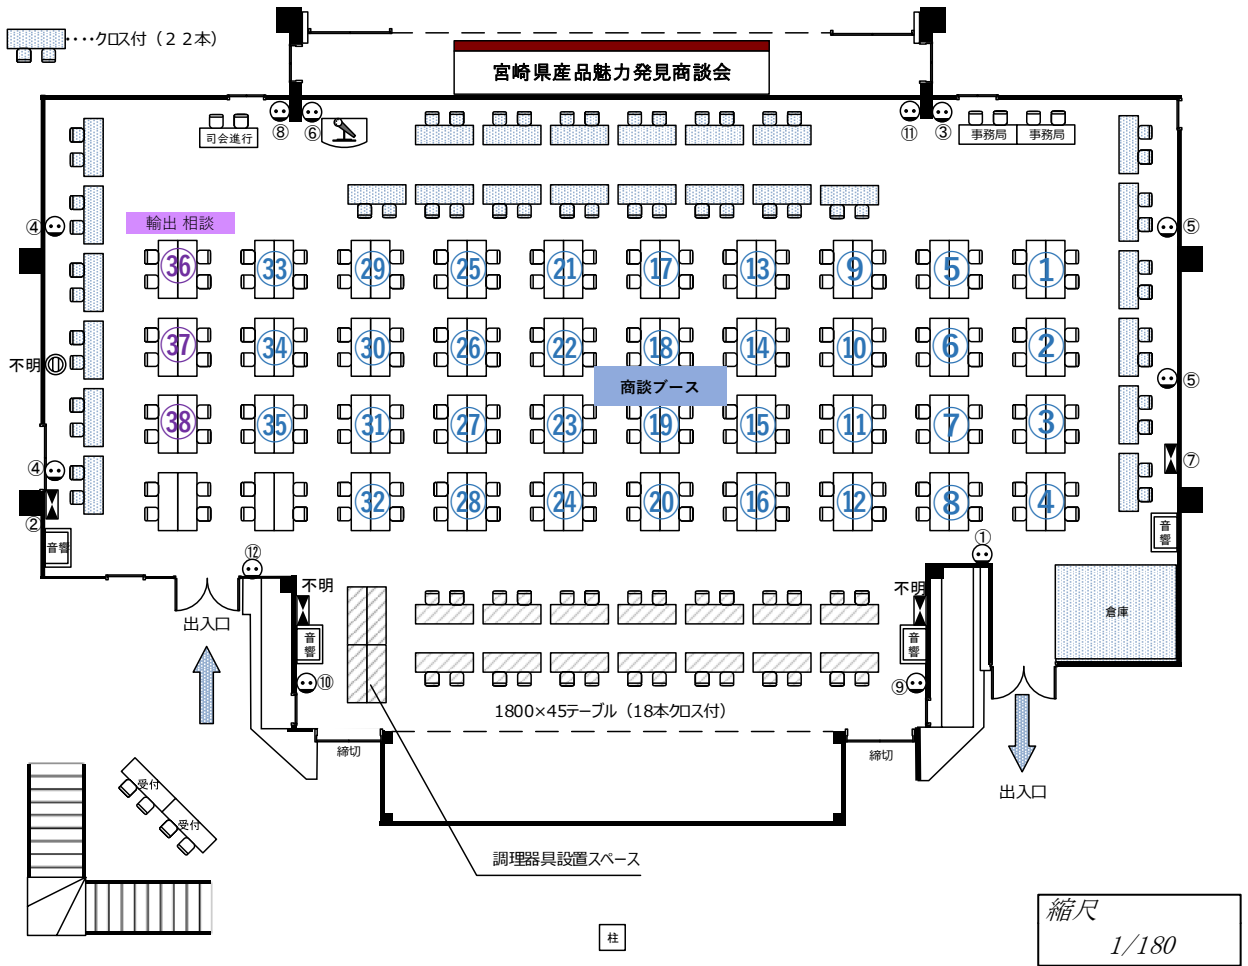 ‥‥クロス付（２２本）
宮崎県産品魅力発見商談会
⑧
⑥
⑪
③
司会進行
事務局
事務局
輸出 相談
④
⑤
36
33
29
25
21
17
13
9
5
1
37
34
30
26
22
18
14
10
6
2
不明
⑪
⑤
商談ブース
38
35
31
27
23
19
15
11
7
3
④
⑦
32
28
24
20
16
12
8
4
②
音響
音響
⑫
①
不明
不明
出入口
音響
音響
倉庫
⑩
⑨
1800×45テーブル（18本クロス付）
締切
締切
出入口
受付
受付
調理器具設置スペース
柱
縮尺
1/180